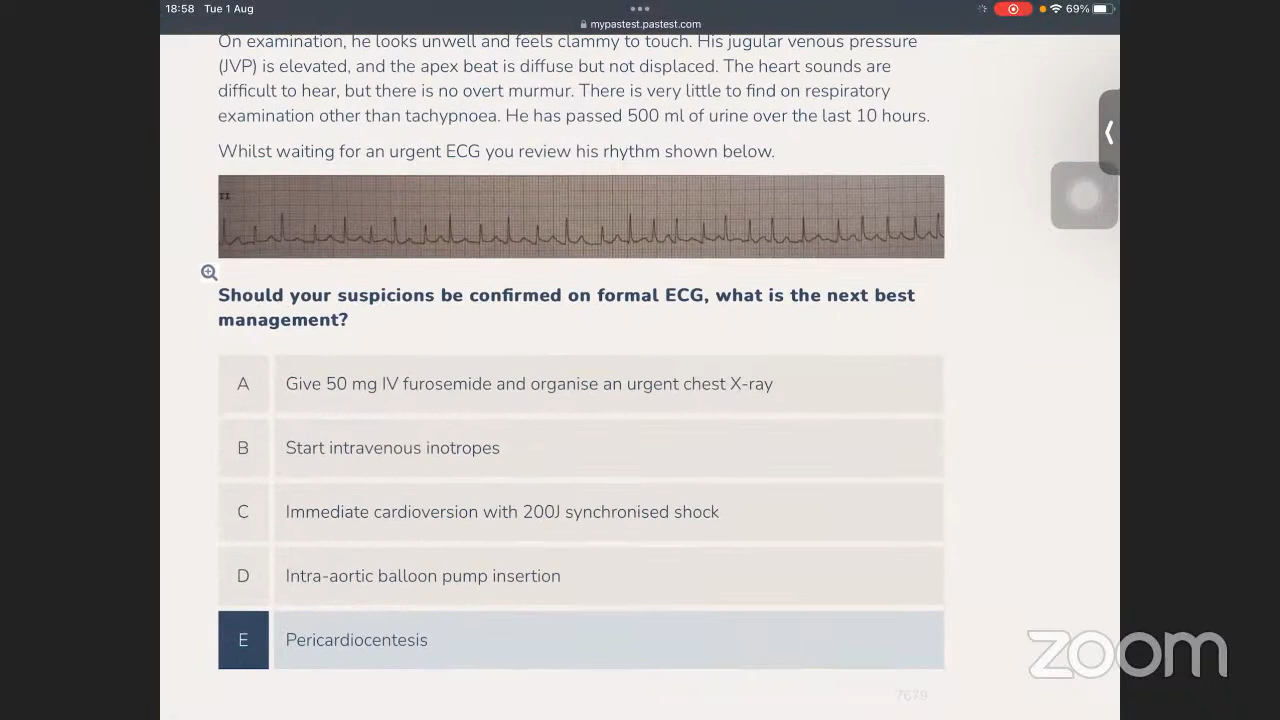 18:58 Tue 1 Aug
69%
mypastest.pastest.com
On examination, he looks unwell and feels clammy to touch. His jugular venous pressure
(JVP) is elevated, and the apex beat is diffuse but not displaced. The heart sounds are
difficult to hear, but there is no overt murmur. There is very little to find on respiratory
examination other than tachypnoea. He has passed 500 ml of urine over the last 10 hours.
Whilst waiting for an urgent ECG you review his rhythm shown below.
II
Should your suspicions be confirmed on formal ECG, what is the next best
management?
A Give 50 mg IV furosemide and organise an urgent chest X-ray
B Start intravenous inotropes
C Immediate cardioversion with 200J synchronised shock
D Intra-aortic balloon pump insertion
E Pericardiocentesis
zoom
7679